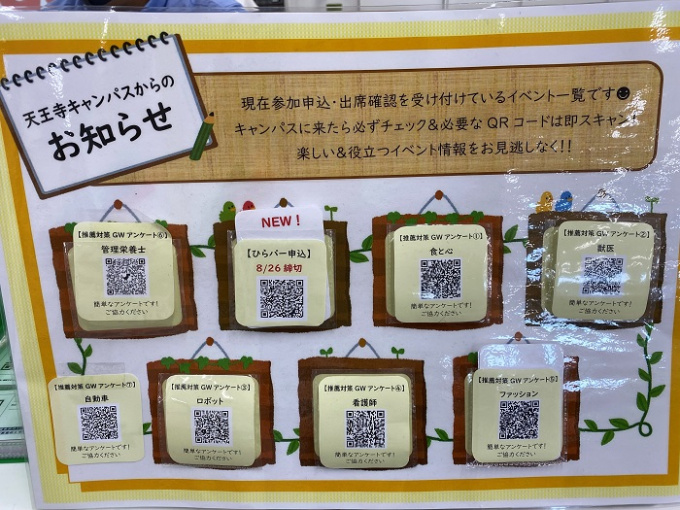 天王寺キャンパスからの
お知らせ
現在参加申込・出席確認を受け付けているイベント一覧です
キャンパスに来たら必ずチェック＆必要なQRコードは即スキャン！
楽しい＆役立つイベント情報をお見逃しなく！！
【推薦対策 GW アンケート⑥】
管理栄養士
簡単なアンケートです！
ご協力ください
NEW！
【ひらパー申込】
8/26 締切
【推薦対策 GW アンケート①】
食と心
簡単なアンケートです！
ご協力ください
【推薦対策 GW アンケート②】
獣医
簡単なアンケートです！
ご協力ください
【推薦対策 GW アンケート⑦】
自動車
簡単なアンケートです！
ご協力ください
【推薦対策 GW アンケート③】
ロボット
簡単なアンケートです！
ご協力ください
【推薦対策 GW アンケート④】
看護師
簡単なアンケートです！
ご協力ください
【推薦対策 GW アンケート⑤】
ファッション
簡単なアンケートです！
ご協力ください